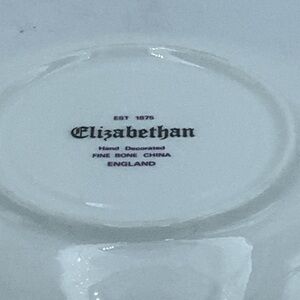 EST 1875
Elizabethan
Hand Decorated
FINE BONE CHINA
ENGLAND